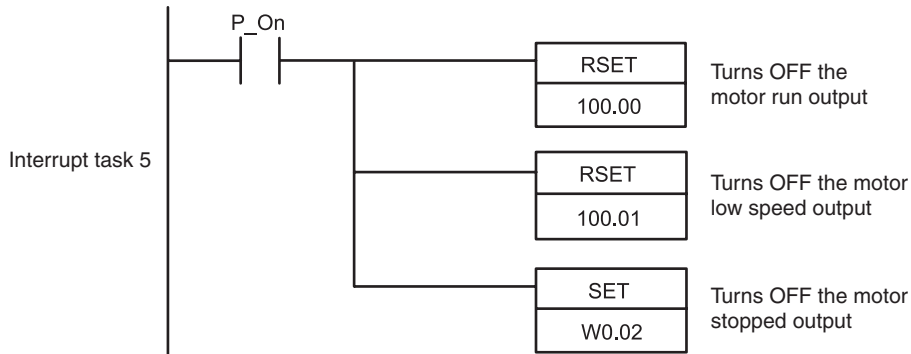 P_On
RSET
100.00
Turns OFF the
motor run output
Interrupt task 5
RSET
100.01
Turns OFF the motor
low speed output
SET
W0.02
Turns OFF the motor
stopped output